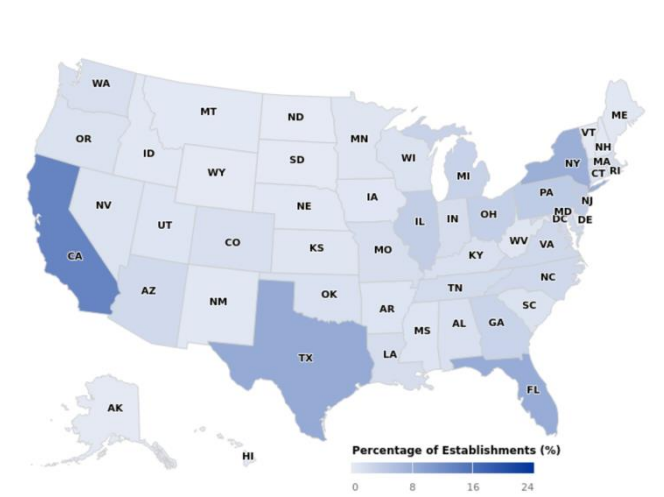 WA
ME
MT
ND
VT
MN
OR
NH
ID
SD
WI
NY
MA
CT RI
MI
WY
PA
NJ
IA
NE
MD
DC DE
NV
IL
IN
OH
UT
CO
MO
WV
VA
KS
KY
CA
NC
TN
AZ
OK
NM
AR
SC
MS
AL
GA
LA
TX
FL
AK
HI
Percentage of Establishments (%)
0 8 16 24